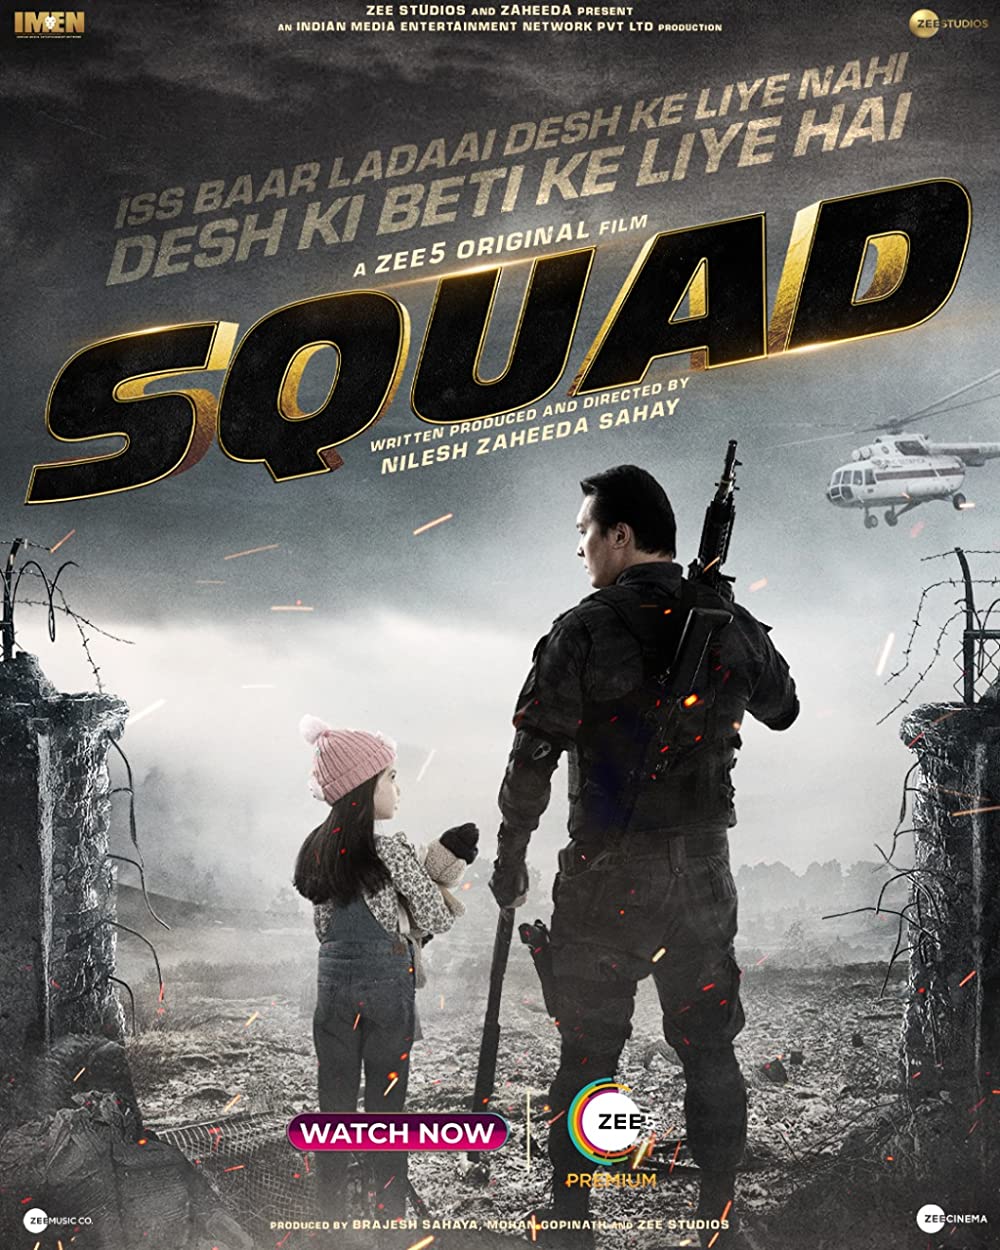 IMEN
ZEE STUDIOS AND ZAHEEDA PRESENT
AN INDIAN MEDIA ENTERTAINMENT NETWORK PVT LTD PRODUCTION
ZEE STUDIOS
ISS BAAR LADAAI DESH KE LIYE NAHI
DESH KI BETI KE LIYE HAI
A ZEE5 ORIGINAL FILM
SQUAD
WRITTEN PRODUCED AND DIRECTED BY
NILESH ZAHEEDA SAHAY
WATCH NOW
ZEE5
PREMIUM
ZEE MUSIC CO.
PRODUCED BY BRAJESH SAHAYA, MOHAN GOPINATH AND ZEE STUDIOS
ZEE CINEMA